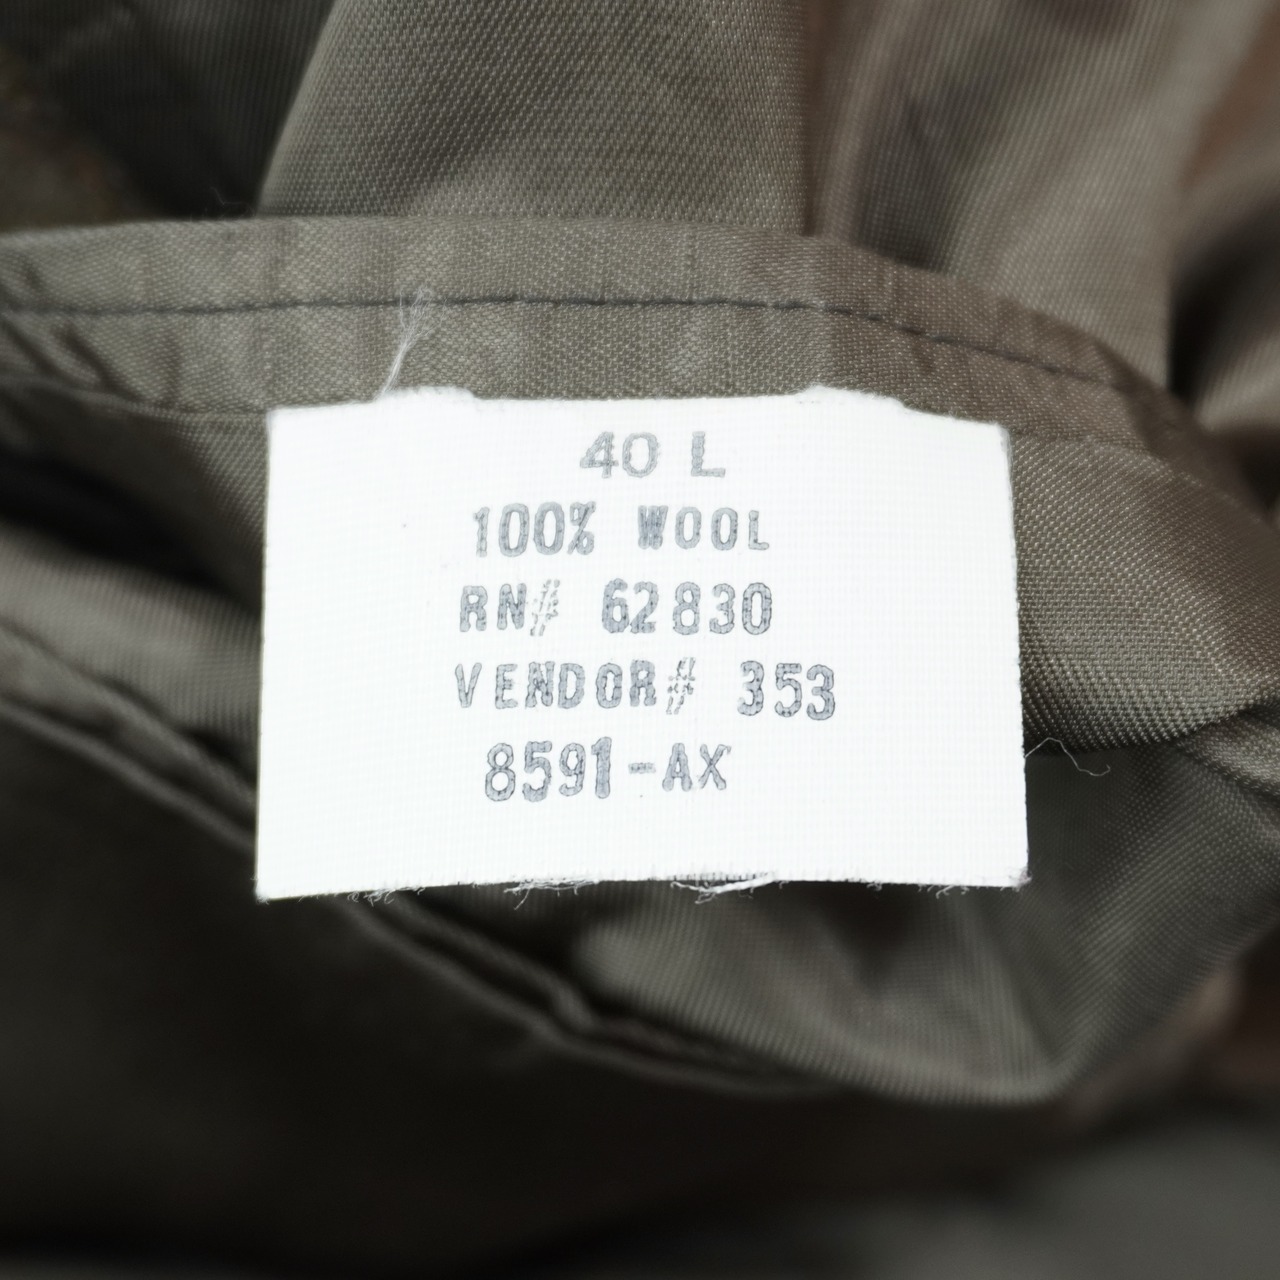 40 L
100% WOOL
RN# 62830
VENDOR# 353
8591-AX